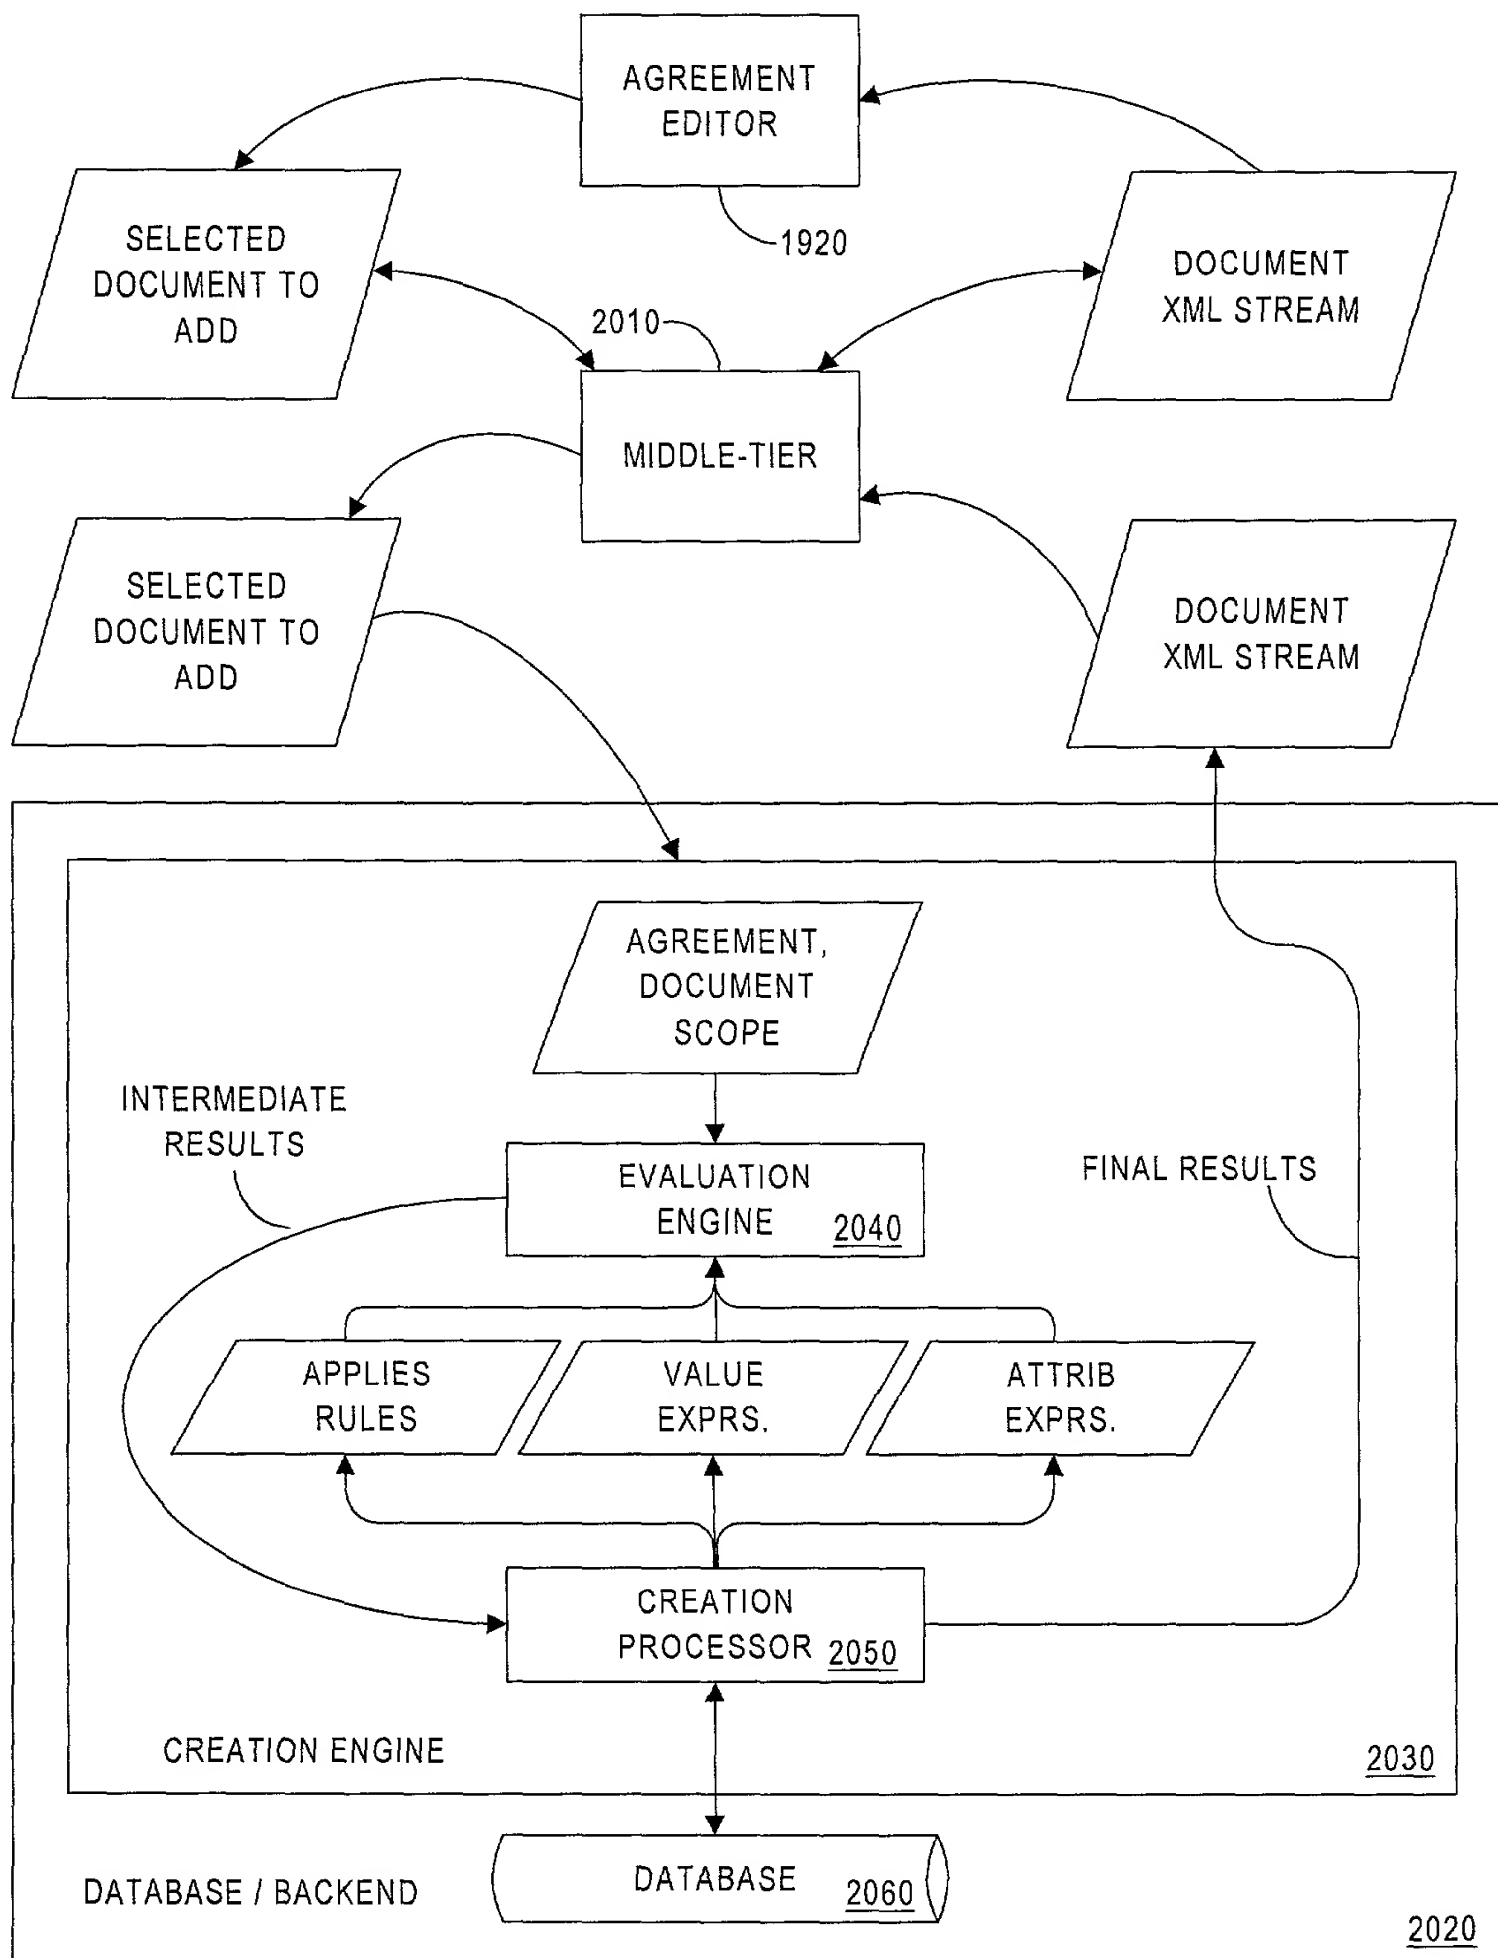 AGREEMENT
EDITOR
1920
SELECTED
DOCUMENT TO
ADD
DOCUMENT
XML STREAM
2010
MIDDLE-TIER
SELECTED
DOCUMENT TO
ADD
DOCUMENT
XML STREAM
AGREEMENT,
DOCUMENT
SCOPE
INTERMEDIATE
RESULTS
EVALUATION
ENGINE 2040
FINAL RESULTS
APPLIES
RULES
VALUE
EXPRS.
ATTRIB
EXPRS.
CREATION
PROCESSOR 2050
CREATION ENGINE
2030
DATABASE 2060
DATABASE / BACKEND
2020